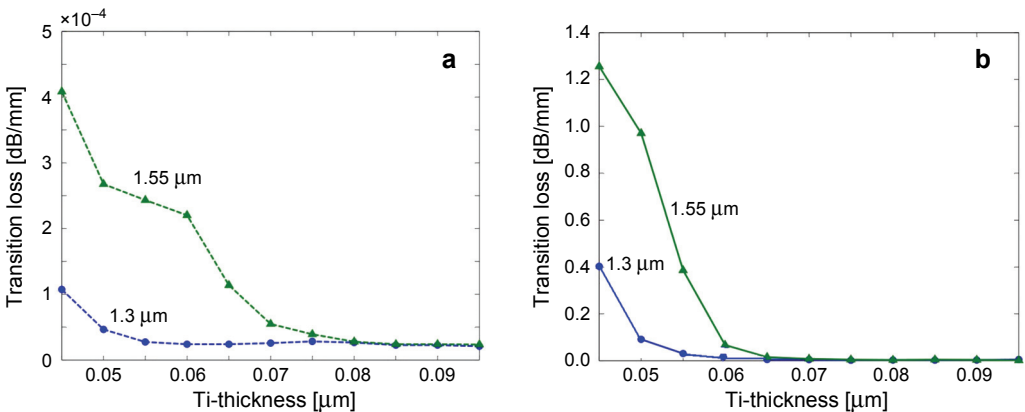 ×10⁻⁴
a
5
4
3
2
1
0
1.55 μm
1.3 μm
0.05 0.06 0.07 0.08 0.09
Ti-thickness [μm]
Transition loss [dB/mm]
b
1.4
1.2
1.0
0.8
0.6
0.4
0.2
0.0
1.55 μm
1.3 μm
0.05 0.06 0.07 0.08 0.09
Ti-thickness [μm]
Transition loss [dB/mm]